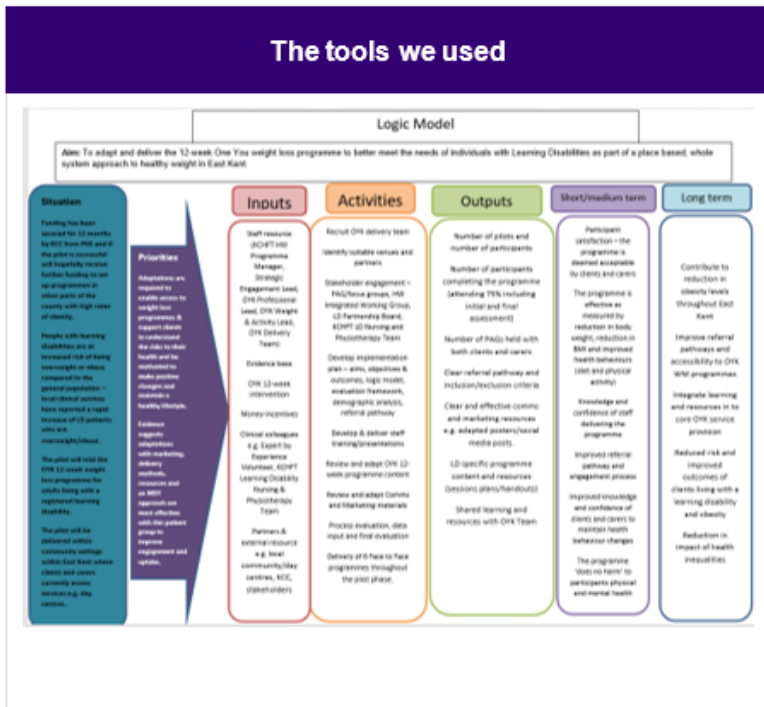 The tools we used
Logic Model
Aim: To adapt and deliver the 12-week One You weight loss programme to better meet the needs of individuals with Learning Disabilities as part of a place based, whole
system approach to healthy weight in East Kent
Situation
Funding has been
secured for 12 months
by KCC from PHE and if
the pilot is successful
will hopefully receive
further funding to set
up programmes in
other parts of the
county with high rates
of obesity.
People with learning
disabilities are at
increased risk of being
overweight or obese
compared to the
general population –
local clinical services
have reported a rapid
increase of LD patients
who are
overweight/obese.
The pilot will trial the
OYK 12-week weight
loss programme for
adults living with a
registered learning
disability.
The pilot will be
delivered within
community settings
within East Kent where
clients and carers
currently access
services e.g. day
centres.
Priorities
Adaptations are
required to
enable access to
weight loss
programmes &
support clients
to understand
the risks to their
health and be
motivated to
make positive
changes and
maintain a
healthy lifestyle.
Evidence
suggests
adaptations
with marketing,
delivery
methods,
resources and
an MDT
approach are
most effective
with this patient
group to
improve
engagement and
uptake.
Inputs
Staff resource
(KCHFT HW
Programme
Manager,
Strategic
Engagement Lead,
OYK Professional
Lead, OYK Weight
& Activity Lead,
OYK Delivery
Team)
Evidence base
OYK 12-week
intervention
Money/incentives
Clinical colleagues
e.g. Expert by
Experience
Volunteer, KCHFT
Learning Disability
Nursing &
Physiotherapy
Team
Partners &
external resource
e.g. local
community/day
centres, KCC,
stakeholders
Activities
Recruit OYK delivery team
Identify suitable venues and
partners
Stakeholder engagement –
PAG/focus groups, HW
Integrated Working Group,
LD Partnership Board,
KCHFT LD Nursing and
Physiotherapy Team
Develop implementation
plan – aims, objectives &
outcomes, logic model,
evaluation framework,
demographic analysis,
referral pathway
Develop & deliver staff
training/presentations
Review and adapt OYK 12-
week programme content
Review and adapt Comms
and Marketing materials
Process evaluation, data
input and final evaluation
Delivery of 6 Face to Face
programmes throughout
the pilot phase.
Outputs
Number of pilots and
number of participants
Number of participants
completing the programme
(attending 75% including
initial and final
assessment)
Number of PAGs held with
both clients and carers
Clear referral pathway and
inclusion/exclusion criteria
Clear and effective comms
and marketing resources
e.g. adapted posters/social
media posts.
LD specific programme
content and resources
(sessions plans/handouts)
Shared learning and
resources with OYK Team
Short/medium term
Participant
satisfaction – the
programme is
deemed acceptable
by clients and carers
The programme is
effective as
measured by
reduction in body
weight, reduction in
BMI and improved
health behaviours
(diet and physical
activity)
Knowledge and
confidence of staff
delivering the
programme
Improved referral
pathway and
engagement process
Improved knowledge
and confidence of
clients and carers to
maintain health
behaviour changes
The programme
'does no harm' to
participants physical
and mental health
Long term
Contribute to
reduction in
obesity levels
throughout East
Kent
Improve referral
pathways and
accessibility to OYK
WM programmes
Integrate learning
and resources in to
core OYK service
provision
Reduced risk and
improved
outcomes of
clients living with a
learning disability
and obesity
Reduction in
impact of health
inequalities